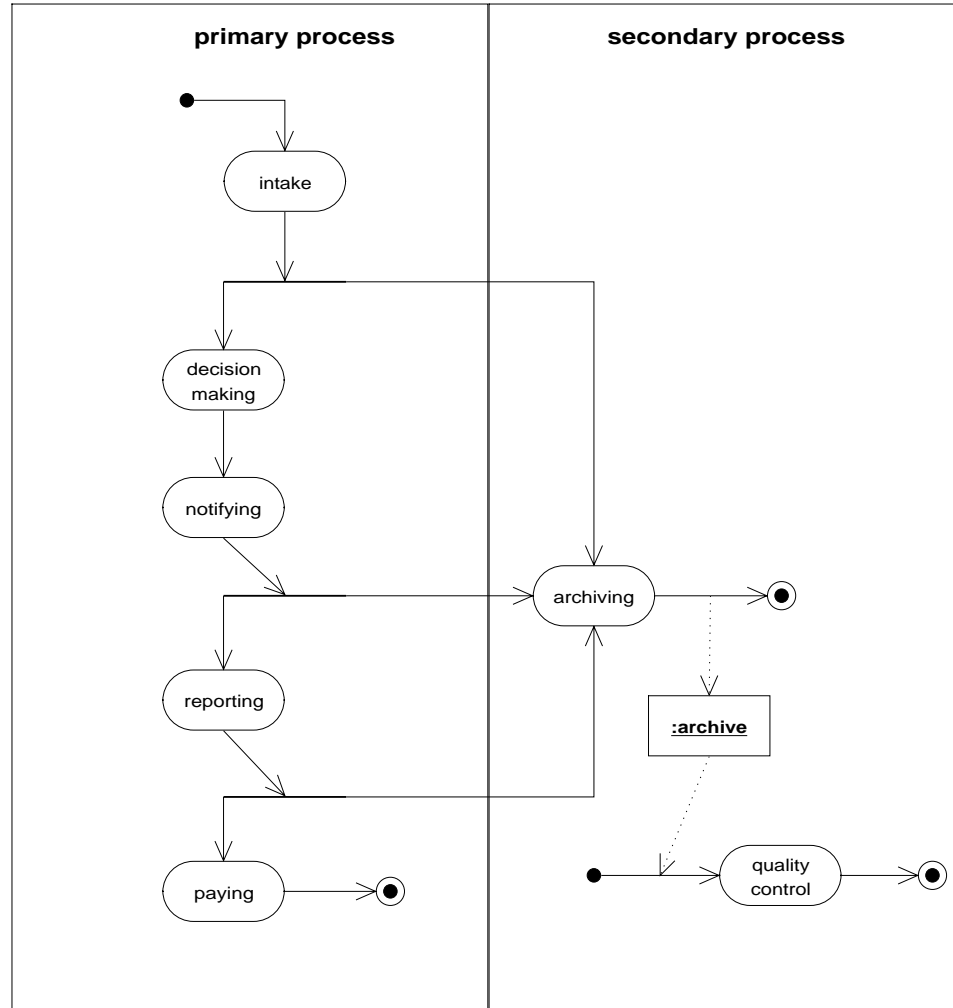 primary process
secondary process
intake
decision
making
notifying
archiving
reporting
:archive
paying
quality
control